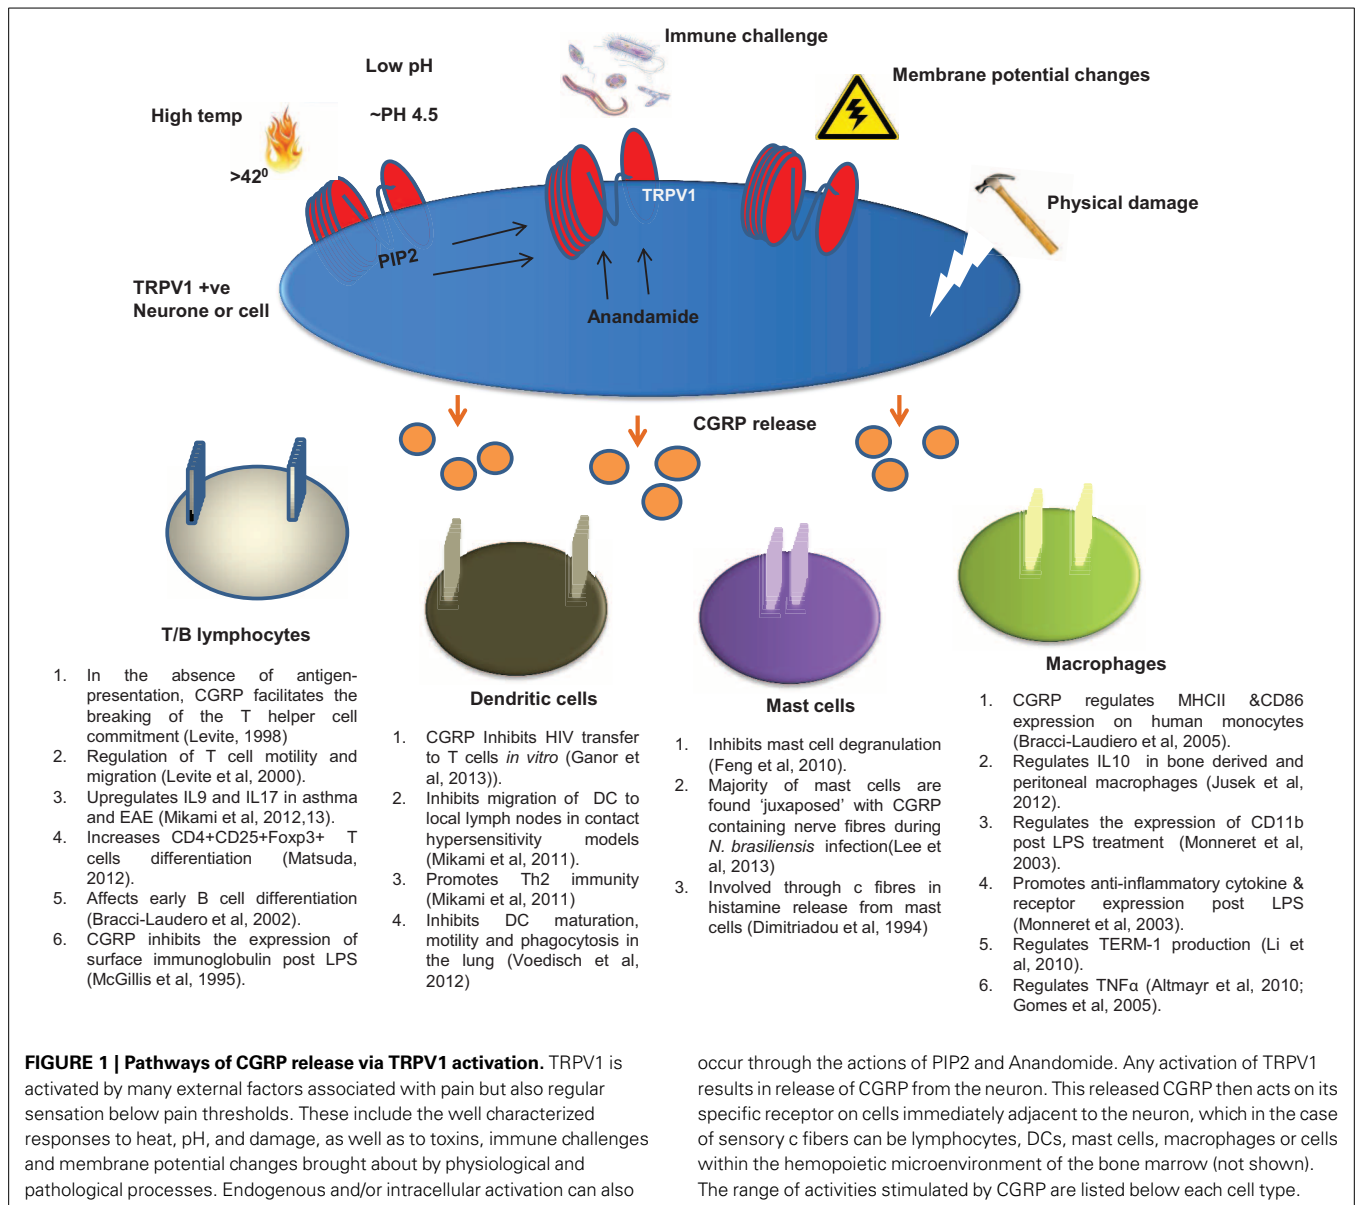 Immune challenge
Low pH
Membrane potential changes
High temp
~PH 4.5
>42⁰
TRPV1
Physical damage
PIP2
TRPV1 +ve
Neurone or cell
Anandamide
CGRP release
T/B lymphocytes
1. In the absence of antigen-
presentation, CGRP facilitates the
breaking of the T helper cell
commitment (Levite, 1998)
2. Regulation of T cell motility and
migration (Levite et al, 2000).
3. Upregulates IL9 and IL17 in asthma
and EAE (Mikami et al, 2012,13).
4. Increases CD4+CD25+Foxp3+ T
cells differentiation (Matsuda,
2012).
5. Affects early B cell differentiation
(Bracci-Laudero et al, 2002).
6. CGRP inhibits the expression of
surface immunoglobulin post LPS
(McGillis et al, 1995).
Dendritic cells
1. CGRP Inhibits HIV transfer
to T cells in vitro (Ganor et
al, 2013)).
2. Inhibits migration of DC to
local lymph nodes in contact
hypersensitivity models
(Mikami et al, 2011).
3. Promotes Th2 immunity
(Mikami et al, 2011)
4. Inhibits DC maturation,
motility and phagocytosis in
the lung (Voedisch et al,
2012)
Mast cells
1. Inhibits mast cell degranulation
(Feng et al, 2010).
2. Majority of mast cells are
found 'juxaposed' with CGRP
containing nerve fibres during
N. brasiliensis infection(Lee et
al, 2013)
3. Involved through c fibres in
histamine release from mast
cells (Dimitriadou et al, 1994)
Macrophages
1. CGRP regulates MHCII &CD86
expression on human monocytes
(Bracci-Laudiero et al, 2005).
2. Regulates IL10 in bone derived and
peritoneal macrophages (Jusek et al,
2012).
3. Regulates the expression of CD11b
post LPS treatment (Monneret et al,
2003).
4. Promotes anti-inflammatory cytokine &
receptor expression post LPS
(Monneret et al, 2003).
5. Regulates TERM-1 production (Li et
al, 2010).
6. Regulates TNFα (Altmayr et al, 2010;
Gomes et al, 2005).
FIGURE 1 | Pathways of CGRP release via TRPV1 activation. TRPV1 is
activated by many external factors associated with pain but also regular
sensation below pain thresholds. These include the well characterized
responses to heat, pH, and damage, as well as to toxins, immune challenges
and membrane potential changes brought about by physiological and
pathological processes. Endogenous and/or intracellular activation can also
occur through the actions of PIP2 and Anandomide. Any activation of TRPV1
results in release of CGRP from the neuron. This released CGRP then acts on its
specific receptor on cells immediately adjacent to the neuron, which in the case
of sensory c fibers can be lymphocytes, DCs, mast cells, macrophages or cells
within the hemopoietic microenvironment of the bone marrow (not shown).
The range of activities stimulated by CGRP are listed below each cell type.